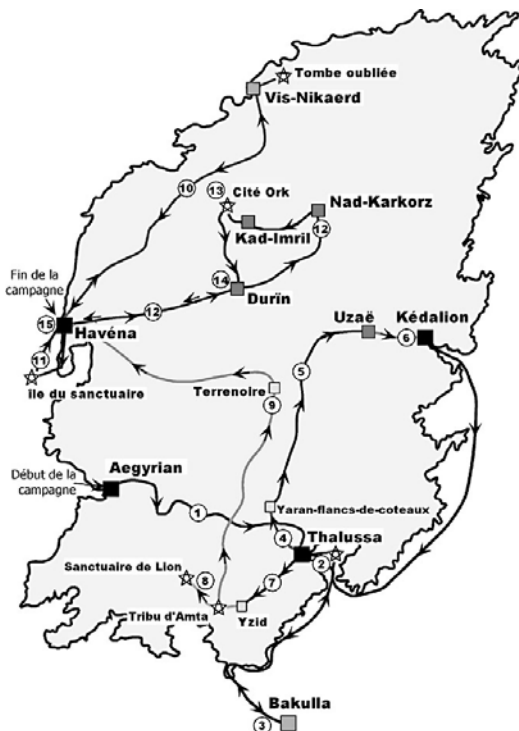 Tombe oubliée
Vis-Nikaerd
10
13
Cité Ork
Nad-Karkorz
12
Kad-Imril
14
Durïn
Fin de la
campagne
12
15
Havéna
Uzaë
Kédalion
6
11
île du sanctuaire
5
Terrenoire
9
Début de la
campagne
Aegyrian
1
Yaran-flancs-de-coteaux
4
Thalussa
2
Sanctuaire de Lion
8
7
Tribu d'Amta
Yzid
Bakulla
3